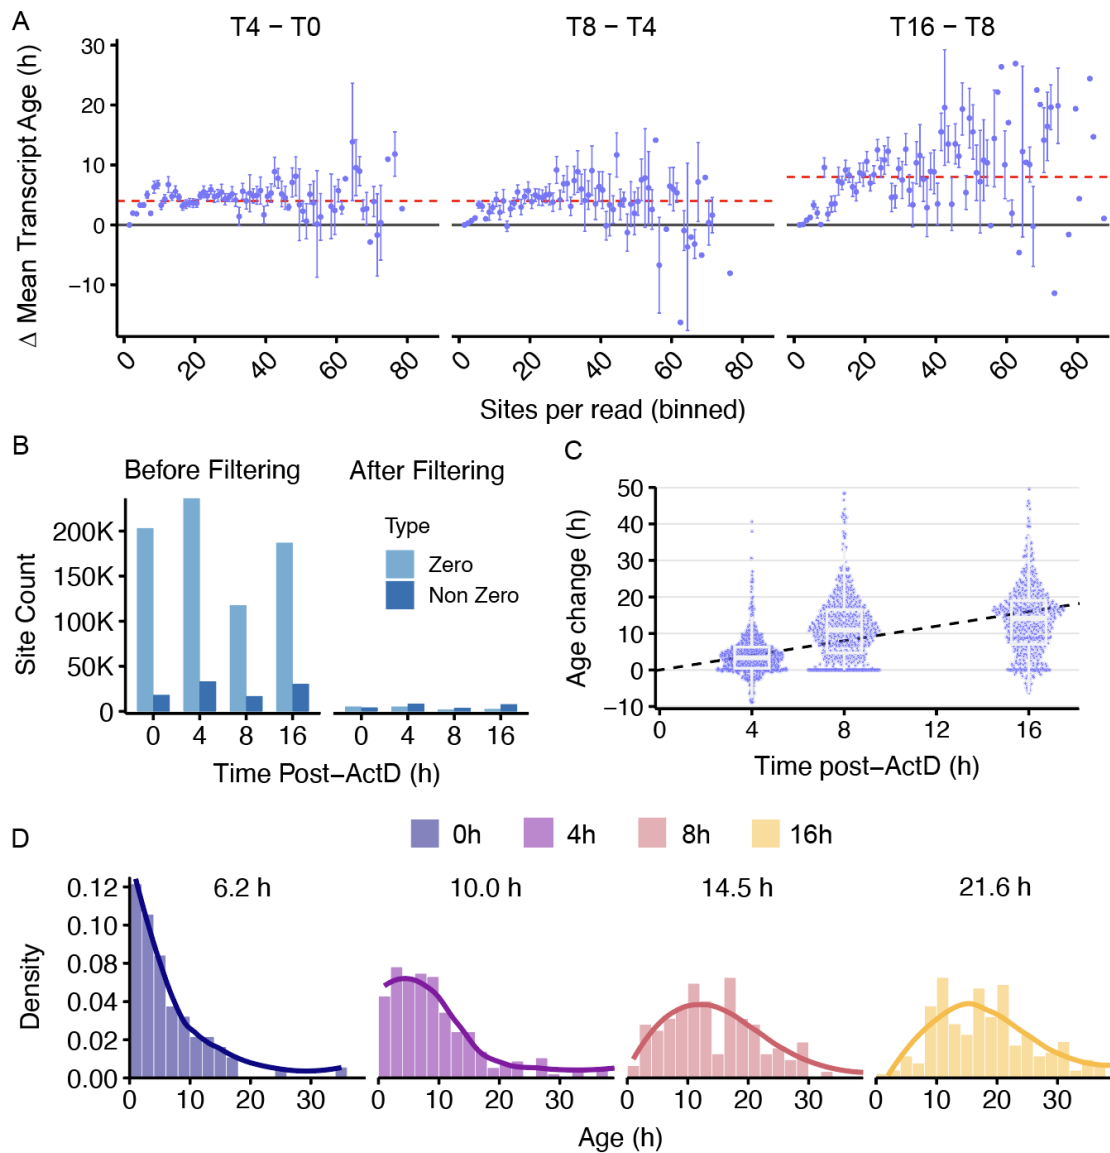 A
T4 − T0
T8 − T4
T16 − T8
Δ Mean Transcript Age (h)
30
20
10
0
−10
0 20 40 60 80
0 20 40 60 80
0 20 40 60 80
Sites per read (binned)
B
Before Filtering
After Filtering
Site Count
200K
150K
100K
50K
0
Type
Zero
Non Zero
0 4 8 16
0 4 8 16
Time Post−ActD (h)
C
Age change (h)
50
40
30
20
10
0
−10
0 4 8 12 16
Time post−ActD (h)
D
0h 4h 8h 16h
6.2 h
10.0 h
14.5 h
21.6 h
Density
0.12
0.10
0.08
0.04
0.02
0.00
0 10 20 30
0 10 20 30
0 10 20 30
0 10 20 30
Age (h)